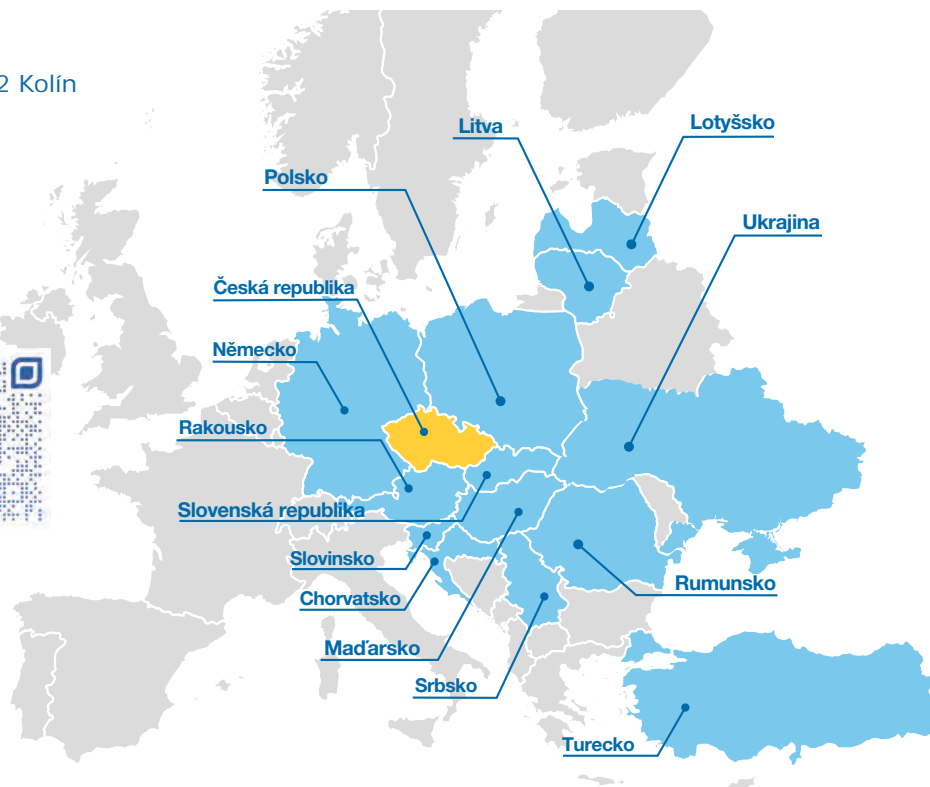 2 Kolín
Litva
Lotyšsko
Polsko
Ukrajina
Česká republika
Německo
Rakousko
Slovenská republika
Slovinsko
Rumunsko
Chorvatsko
Maďarsko
Srbsko
Turecko